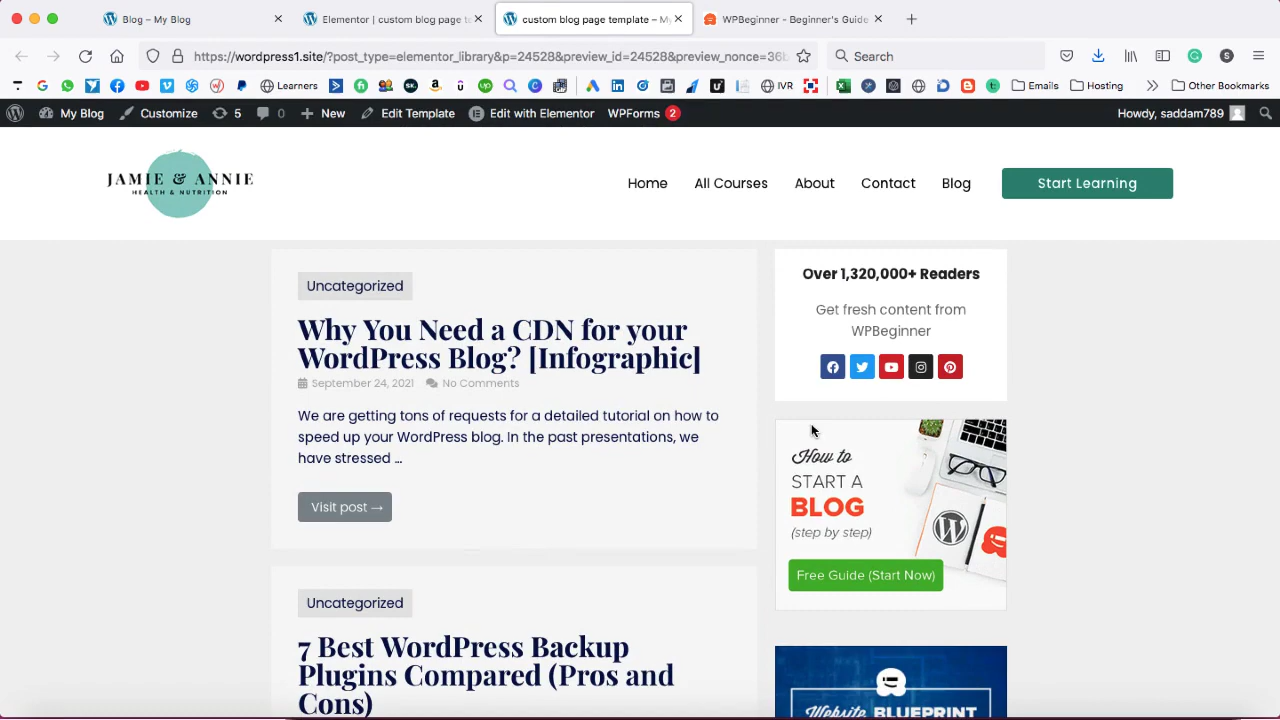 Blog – My Blog
Elementor | custom blog page te
custom blog page template – My
WPBeginner - Beginner's Guide
https://wordpress1.site/?post_type=elementor_library&p=24528&preview_id=24528&preview_nonce=36b
Search
Learners
IVR
Emails
Hosting
Other Bookmarks
My Blog
Customize
5
0
New
Edit Template
Edit with Elementor
WPForms 2
Howdy, saddam789
JAMIE & ANNIE
HEALTH & NUTRITION
Home
All Courses
About
Contact
Blog
Start Learning
Uncategorized
Why You Need a CDN for your
WordPress Blog? [Infographic]
September 24, 2021
No Comments
We are getting tons of requests for a detailed tutorial on how to
speed up your WordPress blog. In the past presentations, we
have stressed ...
Visit post →
Uncategorized
7 Best WordPress Backup
Plugins Compared (Pros and
Cons)
Over 1,320,000+ Readers
Get fresh content from
WPBeginner
How to
START A
BLOG
(step by step)
Free Guide (Start Now)
Website BLUEPRINT